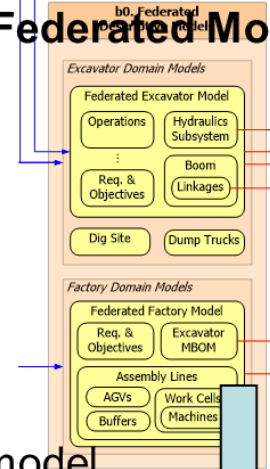 Federated Mo
b0. Federated
Descriptive Models
Excavator Domain Models
Federated Excavator Model
Operations
Hydraulics
Subsystem
⋮
Req. &
Objectives
Boom
Linkages
Dig Site
Dump Trucks
Factory Domain Models
Federated Factory Model
Req. &
Objectives
Excavator
MBOM
Assembly Lines
AGVs
Buffers
Work Cells
Machines
model